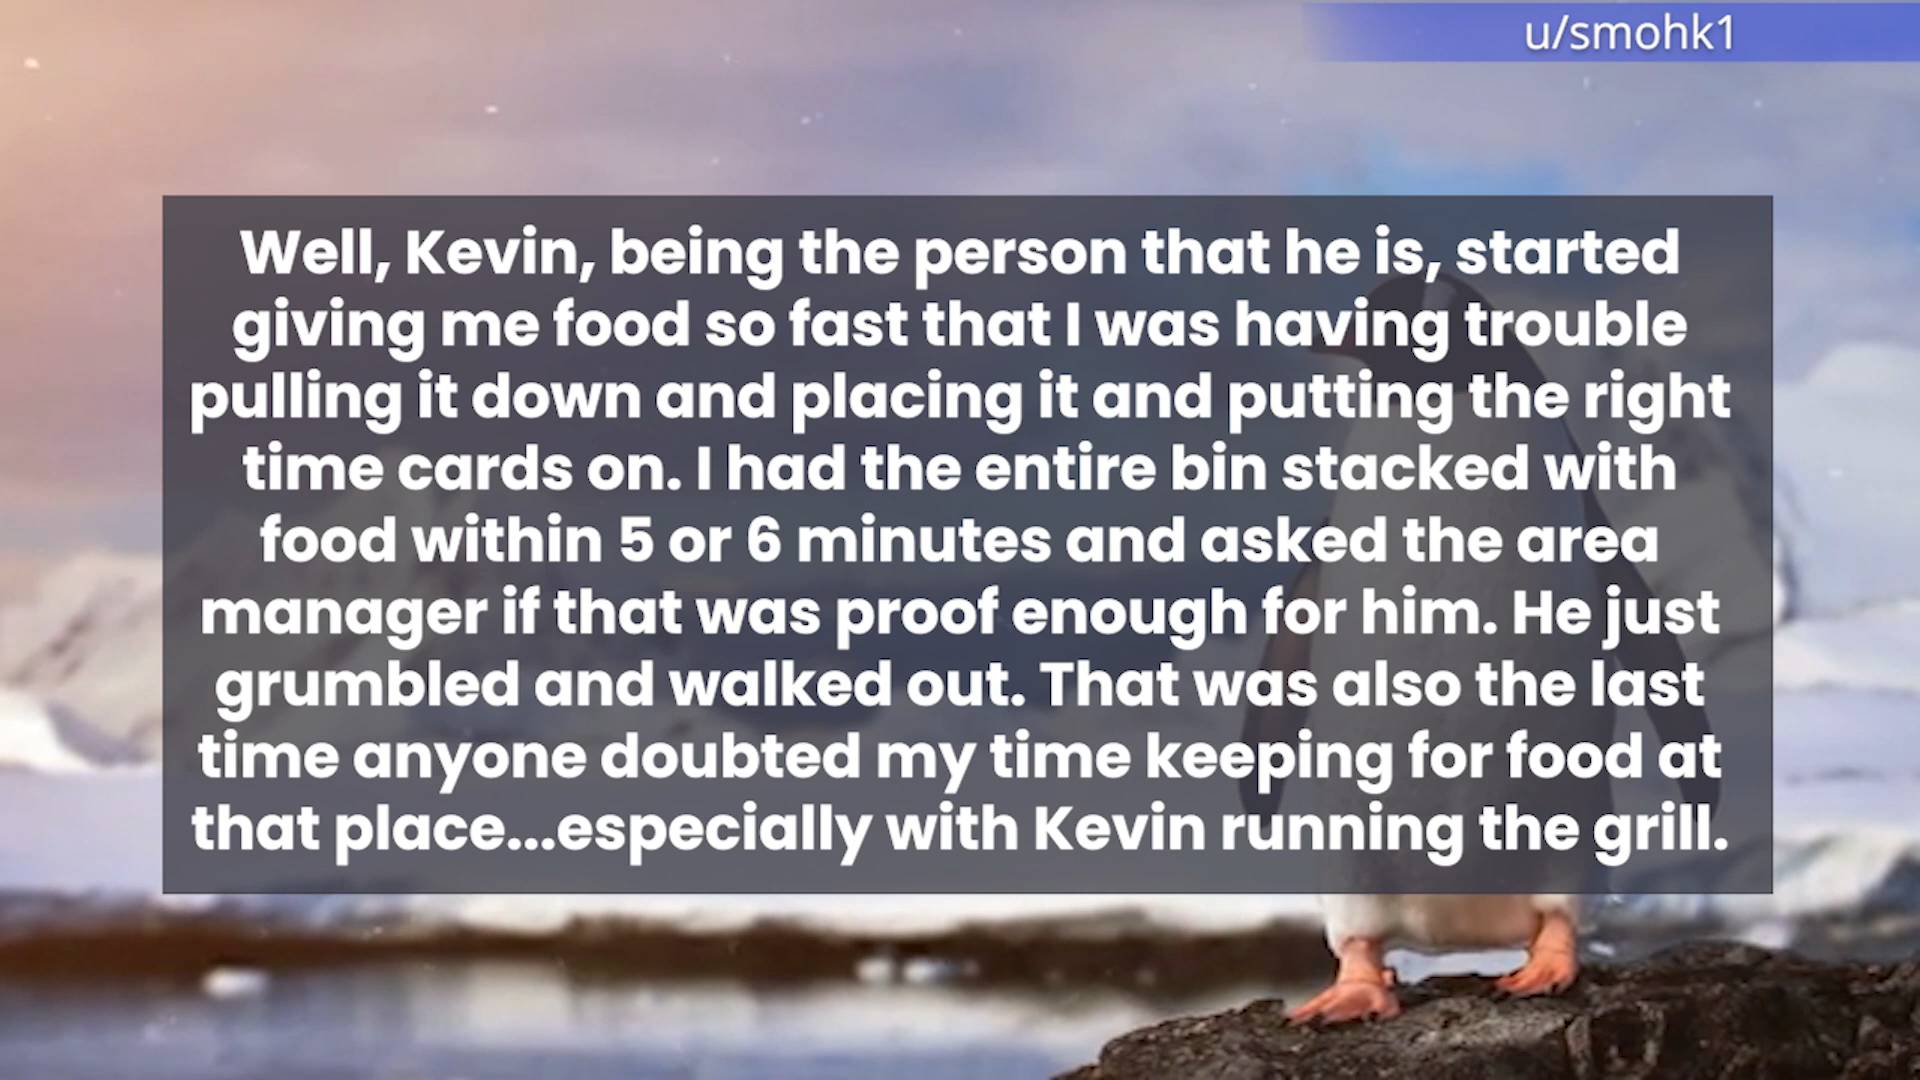 u/smohk1
Well, Kevin, being the person that he is, started
giving me food so fast that I was having trouble
pulling it down and placing it and putting the right
time cards on. I had the entire bin stacked with
food within 5 or 6 minutes and asked the area
manager if that was proof enough for him. He just
grumbled and walked out. That was also the last
time anyone doubted my time keeping for food at
that place...especially with Kevin running the grill.